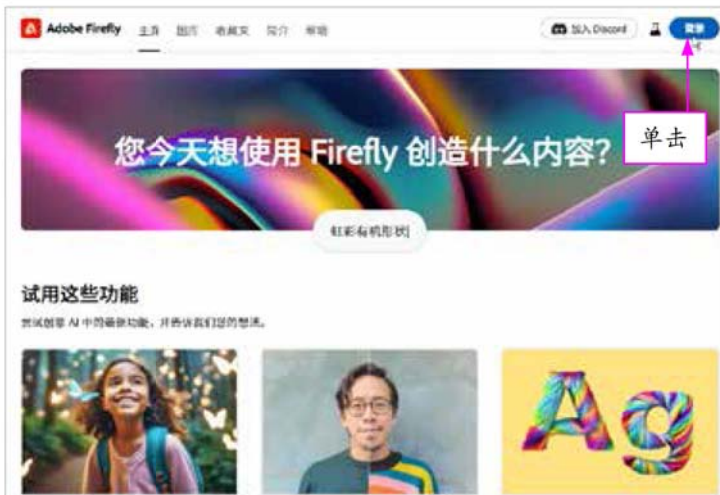 Adobe Firefly 主页 图库 收藏夹 简介 帮助 加入 Discord 登录
单击
您今天想使用 Firefly 创造什么内容?
虹彩有机形状
试用这些功能
尝试创意 AI 中的最新功能，并告诉我们您的想法。
Ag